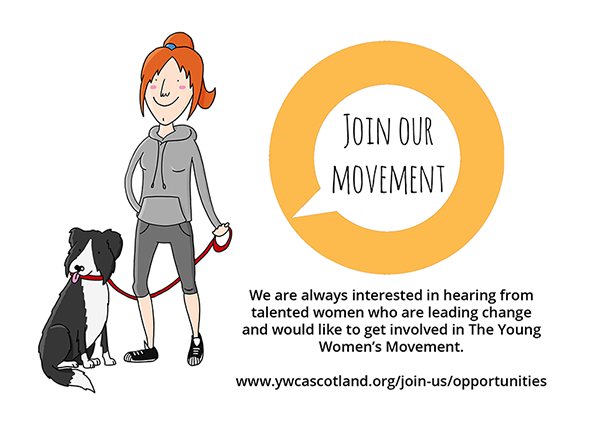 JOIN OUR
MOVEMENT
We are always interested in hearing from
talented women who are leading change
and would like to get involved in The Young
Women's Movement.
www.ywcascotland.org/join-us/opportunities